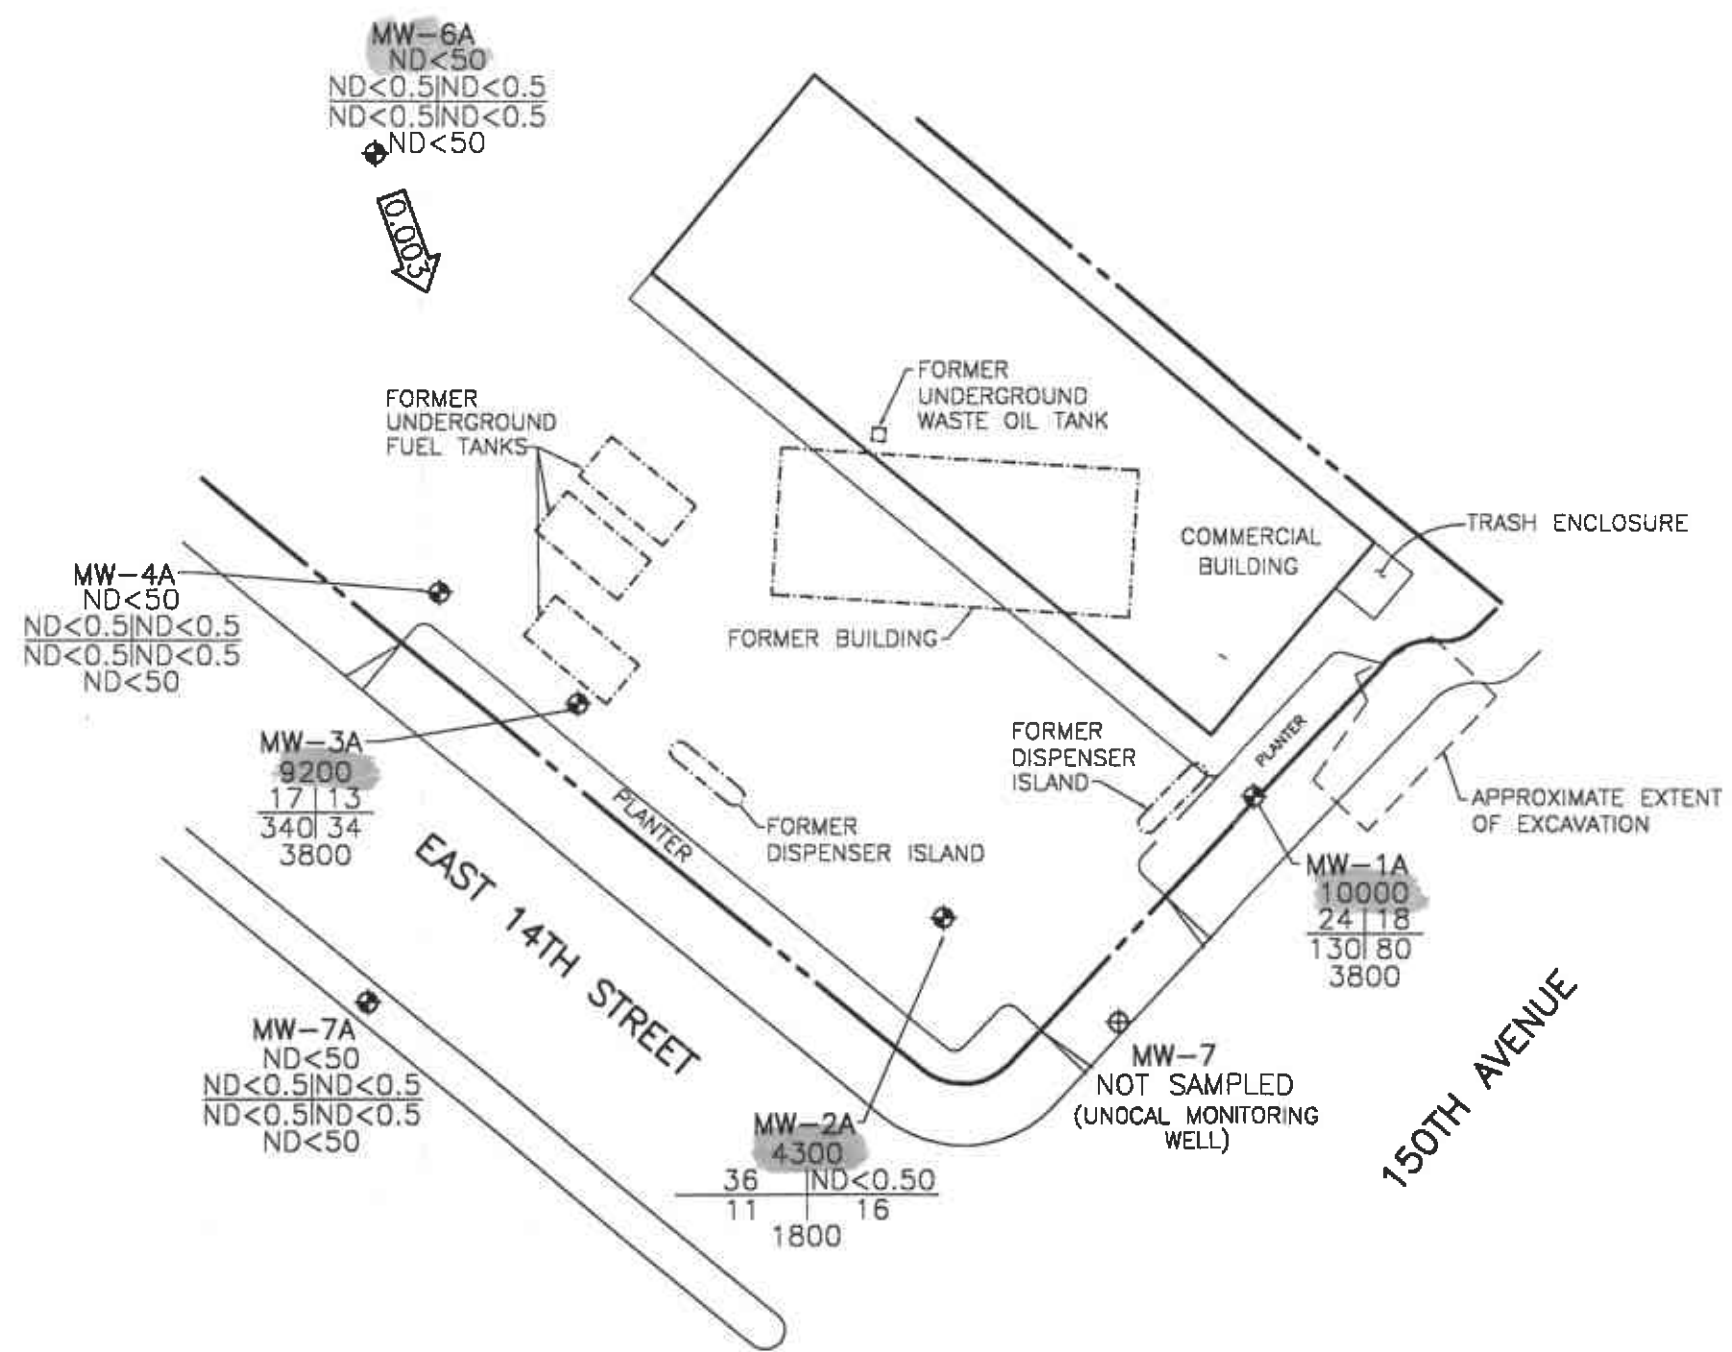 MW-6A
ND<50
ND<0.5|ND<0.5
ND<0.5|ND<0.5
ND<50
0.003
FORMER
UNDERGROUND
WASTE OIL TANK
FORMER
UNDERGROUND
FUEL TANKS
TRASH ENCLOSURE
COMMERCIAL
BUILDING
FORMER BUILDING
MW-4A
ND<50
ND<0.5|ND<0.5
ND<0.5|ND<0.5
ND<50
MW-3A
9200
17|13
340|34
3800
FORMER
DISPENSER
ISLAND
PLANTER
APPROXIMATE EXTENT
OF EXCAVATION
PLANTER
FORMER
DISPENSER ISLAND
EAST 14TH STREET
MW-1A
10000
24|18
130|80
3800
MW-7A
ND<50
ND<0.5|ND<0.5
ND<0.5|ND<0.5
ND<50
MW-7
NOT SAMPLED
(UNOCAL MONITORING
WELL)
150TH AVENUE
MW-2A
4300
36|ND<0.50
11|16
1800